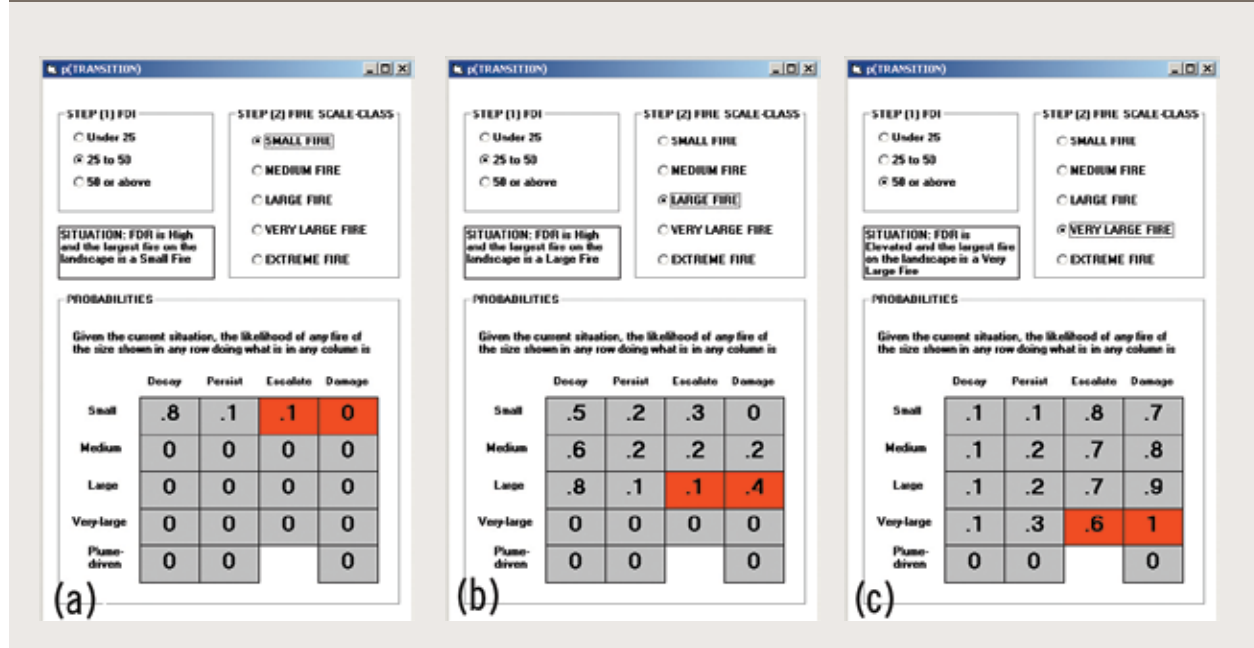 p(TRANSITION)
STEP (1) FDI
Under 25
25 to 50
50 or above
STEP (2) FIRE SCALE-CLASS
SMALL FIRE
MEDIUM FIRE
LARGE FIRE
VERY LARGE FIRE
EXTREME FIRE
SITUATION: FDR is High
and the largest fire on the
landscape is a Small Fire
PROBABILITIES
Given the current situation, the likelihood of any fire of
the size shown in any row doing what is in any column is
Decay Persist Escalate Damage
Small .8 .1 .1 0
Medium 0 0 0 0
Large 0 0 0 0
Very-large 0 0 0 0
Plume-
driven 0 0 0
(a)
p(TRANSITION)
STEP (1) FDI
Under 25
25 to 50
50 or above
STEP (2) FIRE SCALE-CLASS
SMALL FIRE
MEDIUM FIRE
LARGE FIRE
VERY LARGE FIRE
EXTREME FIRE
SITUATION: FDR is High
and the largest fire on the
landscape is a Large Fire
PROBABILITIES
Given the current situation, the likelihood of any fire of
the size shown in any row doing what is in any column is
Decay Persist Escalate Damage
Small .5 .2 .3 0
Medium .6 .2 .2 .2
Large .8 .1 .1 .4
Very-large 0 0 0 0
Plume-
driven 0 0 0
(b)
p(TRANSITION)
STEP (1) FDI
Under 25
25 to 50
50 or above
STEP (2) FIRE SCALE-CLASS
SMALL FIRE
MEDIUM FIRE
LARGE FIRE
VERY LARGE FIRE
EXTREME FIRE
SITUATION: FDR is
Elevated and the largest fire
on the landscape is a Very
Large Fire
PROBABILITIES
Given the current situation, the likelihood of any fire of
the size shown in any row doing what is in any column is
Decay Persist Escalate Damage
Small .1 .1 .8 .7
Medium .1 .2 .7 .8
Large .1 .2 .7 .9
Very-large .1 .3 .6 1
Plume-
driven 0 0 0
(c)